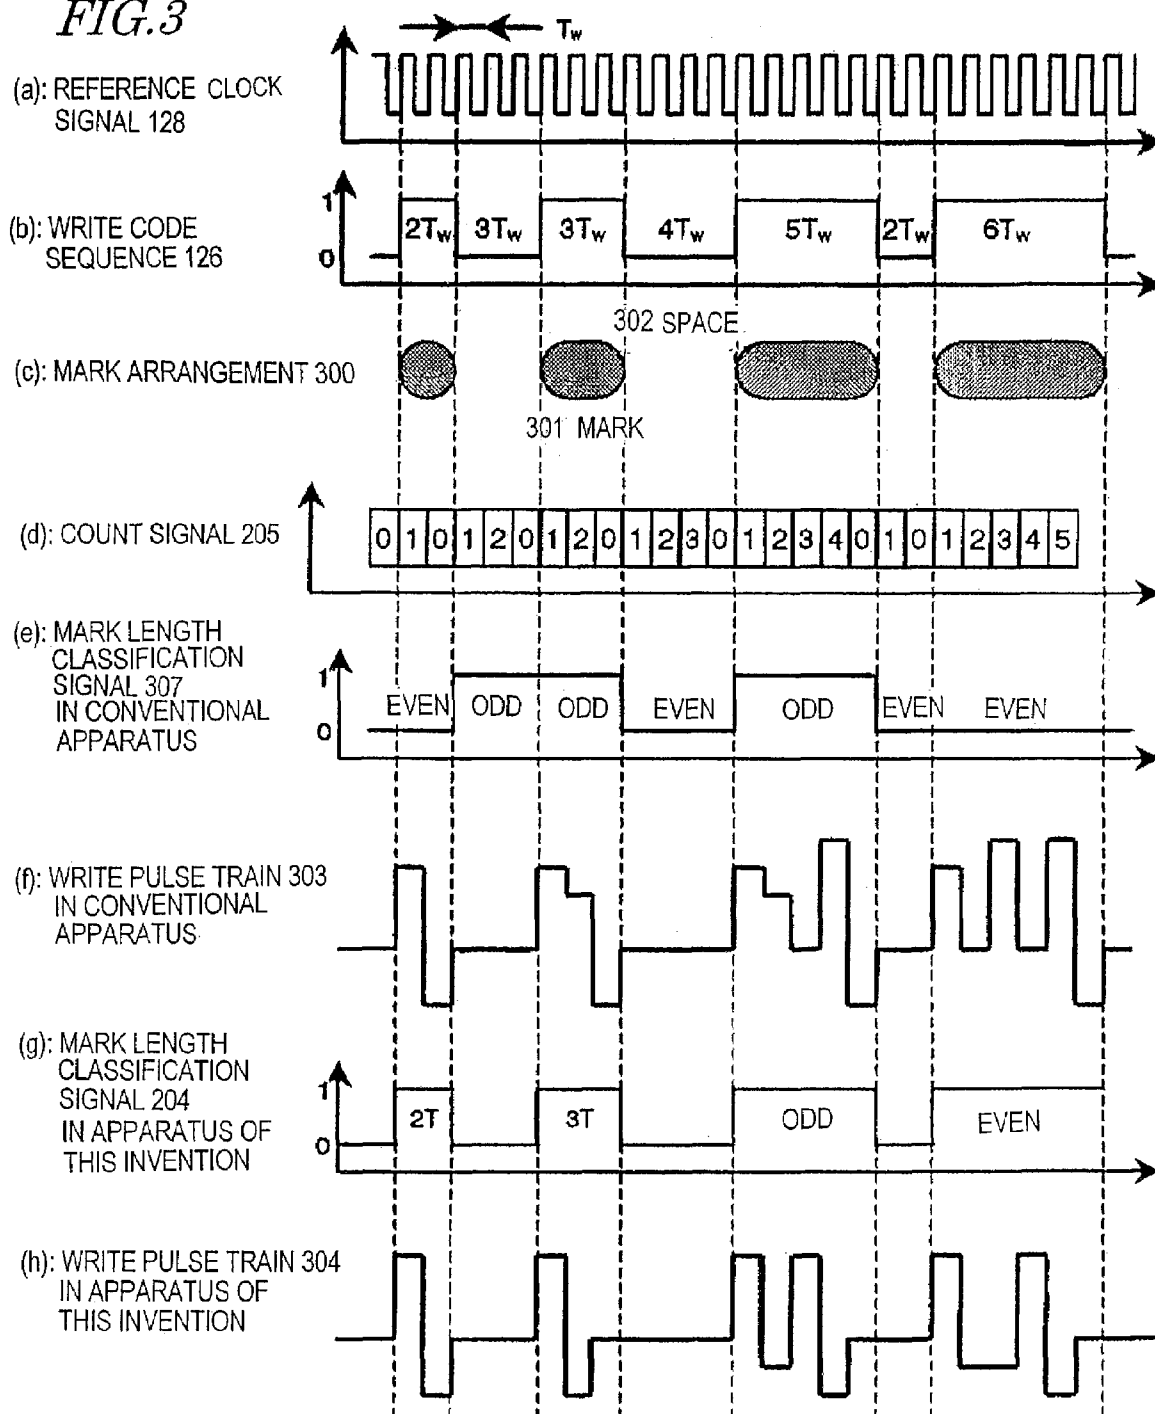 FIG.3
Tw
(a): REFERENCE CLOCK
SIGNAL 128
1
0
(b): WRITE CODE
SEQUENCE 126
2Tw 3Tw 3Tw 4Tw 5Tw 2Tw 6Tw
302 SPACE
(c): MARK ARRANGEMENT 300
301 MARK
(d): COUNT SIGNAL 205
0 1 0 1 2 0 1 2 0 1 2 3 0 1 2 3 4 0 1 0 1 2 3 4 5
(e): MARK LENGTH
CLASSIFICATION
SIGNAL 307
IN CONVENTIONAL
APPARATUS
1
0
EVEN ODD ODD EVEN ODD EVEN EVEN
(f): WRITE PULSE TRAIN 303
IN CONVENTIONAL
APPARATUS
(g): MARK LENGTH
CLASSIFICATION
SIGNAL 204
IN APPARATUS OF
THIS INVENTION
1
0
2T 3T ODD EVEN
(h): WRITE PULSE TRAIN 304
IN APPARATUS OF
THIS INVENTION